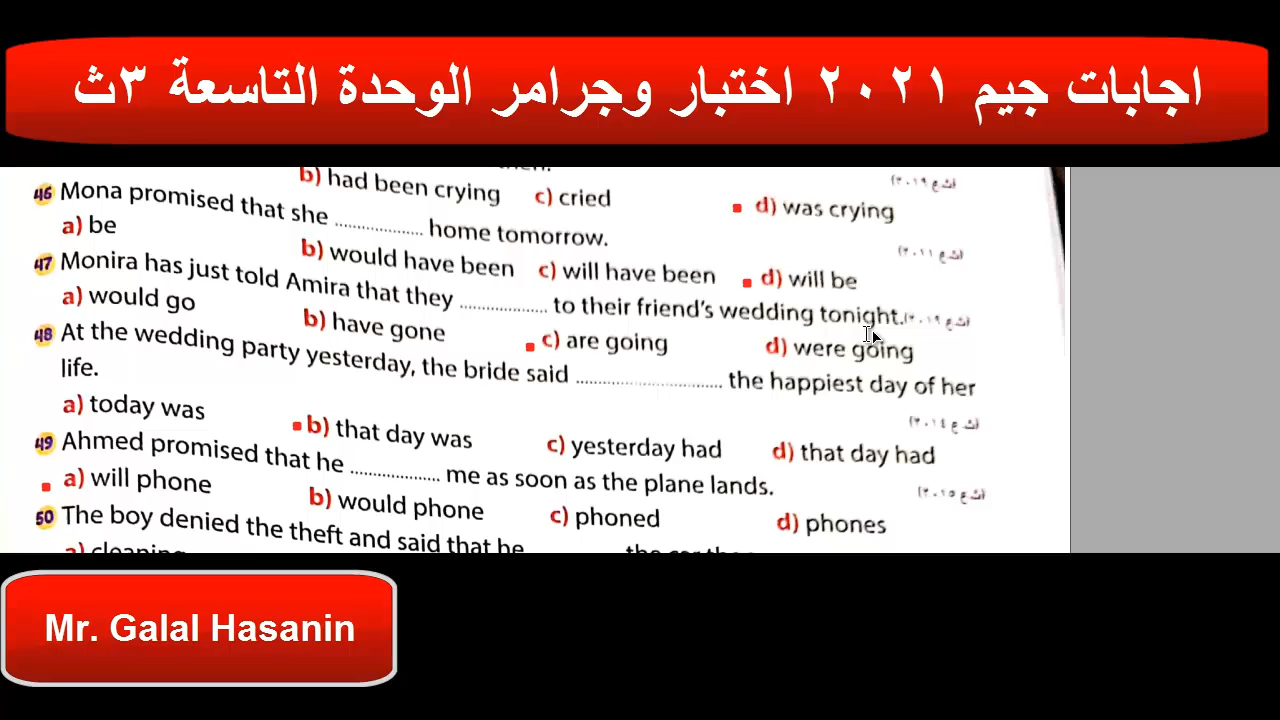 اجابات جيم ٢٠٢١ اختبار وجرامر الوحدة التاسعة ٣ث
b) had been crying c) cried d) was crying (ث ع ٢٠١٩)
46 Mona promised that she .................. home tomorrow.
a) be b) would have been c) will have been d) will be (ث ع ٢٠١١)
47 Monira has just told Amira that they .................. to their friend's wedding tonight. (ث ع ٢٠١٩)
a) would go b) have gone c) are going d) were going
48 At the wedding party yesterday, the bride said .............................. the happiest day of her
life. (ث ع ٢٠١٤)
a) today was b) that day was c) yesterday had d) that day had
49 Ahmed promised that he .................. me as soon as the plane lands. (ث ع ٢٠١٥)
a) will phone b) would phone c) phoned d) phones
50 The boy denied the theft and said that he
Mr. Galal Hasanin